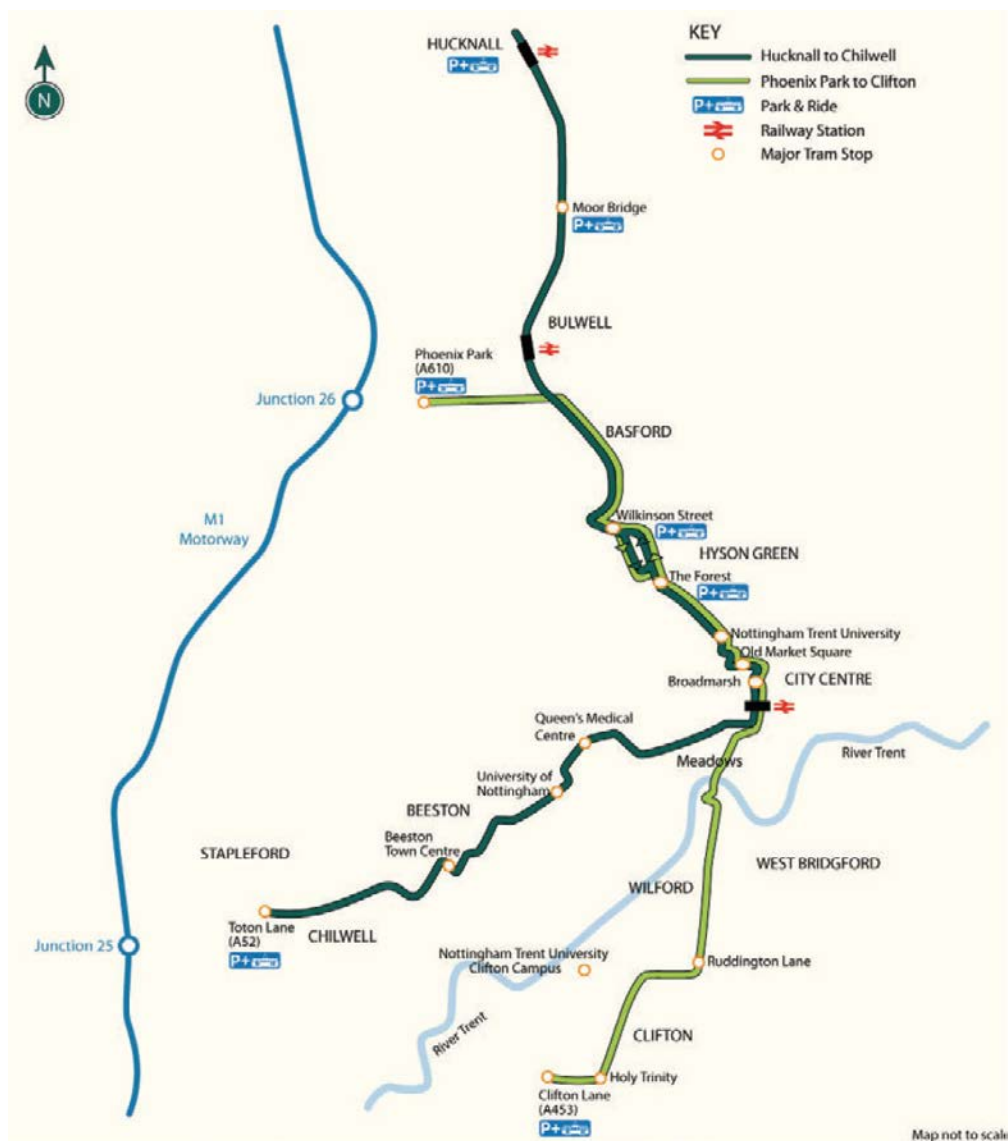 HUCKNALL
P+
KEY
Hucknall to Chilwell
Phoenix Park to Clifton
P+ Park & Ride
Railway Station
Major Tram Stop
N
Moor Bridge
P+
BULWELL
Phoenix Park
(A610)
P+
Junction 26
BASFORD
M1
Motorway
Wilkinson Street
P+
HYSON GREEN
The Forest
P+
Nottingham Trent University
Old Market Square
Broadmarsh
CITY CENTRE
Queen's Medical
Centre
Meadows
River Trent
University of
Nottingham
BEESTON
Beeston
Town Centre
STAPLEFORD
WEST BRIDGFORD
WILFORD
Toton Lane
(A52)
P+
CHILWELL
Junction 25
Nottingham Trent University
Clifton Campus
Ruddington Lane
River Trent
CLIFTON
Holy Trinity
Clifton Lane
(A453)
P+
Map not to scale